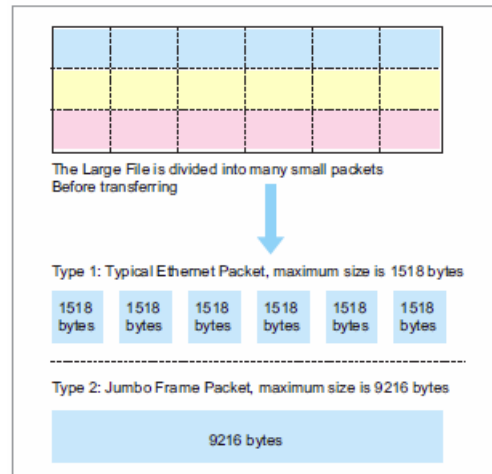 The Large File is divided into many small packets
Before transferring
Type 1: Typical Ethernet Packet, maximum size is 1518 bytes
1518 1518 1518 1518 1518 1518
bytes bytes bytes bytes bytes bytes
Type 2: Jumbo Frame Packet, maximum size is 9216 bytes
9216 bytes